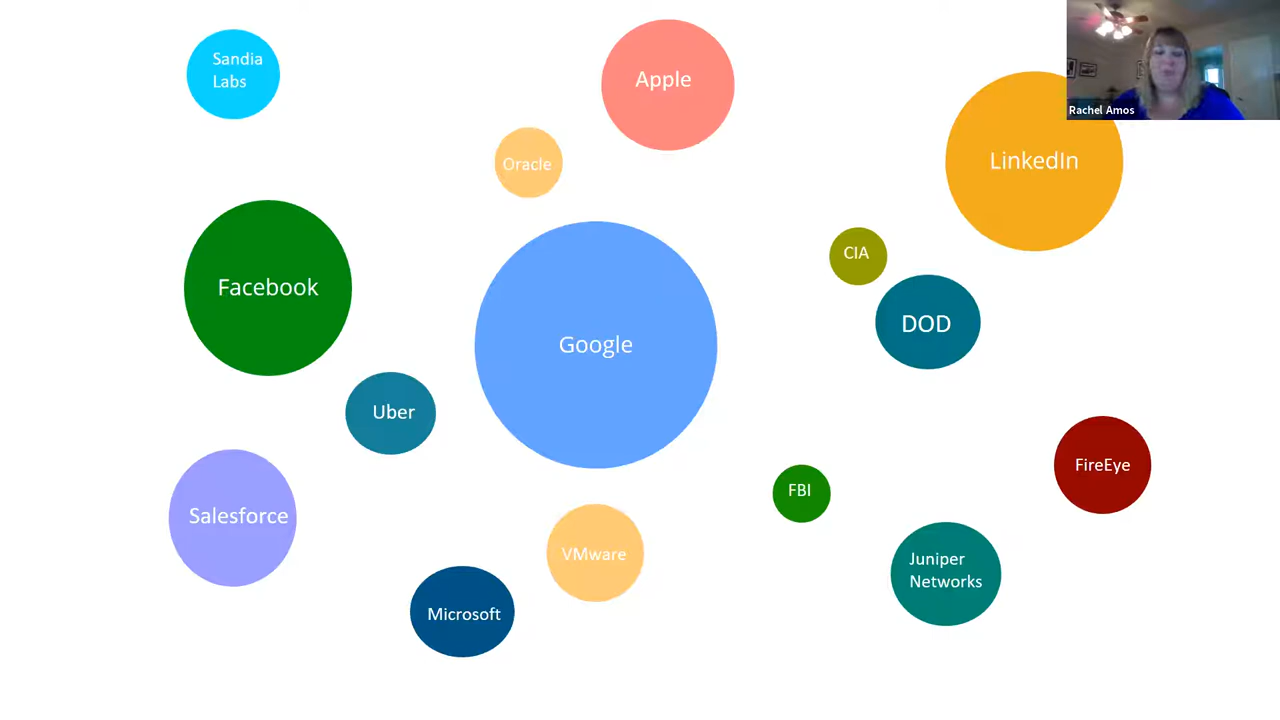 Sandia
Labs
Apple
Rachel Amos
LinkedIn
Oracle
CIA
Facebook
DOD
Google
Uber
FireEye
FBI
Salesforce
VMware
Juniper
Networks
Microsoft